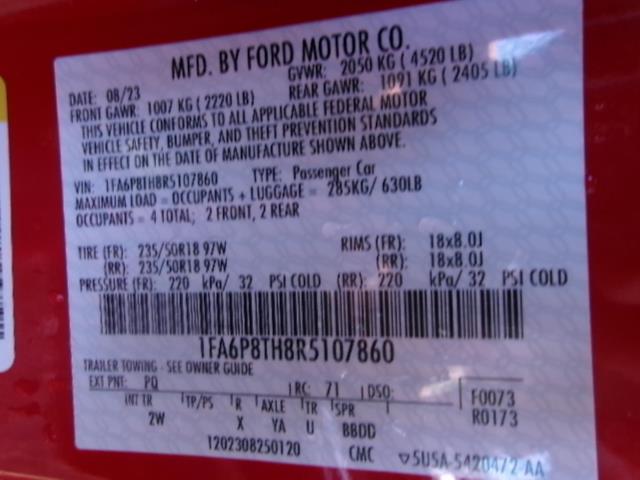 MFD. BY FORD MOTOR CO.
DATE: 08/23 GVWR: 2050 KG ( 4520 LB)
FRONT GAWR: 1007 KG ( 2220 LB) REAR GAWR: 1091 KG ( 2405 LB)
THIS VEHICLE CONFORMS TO ALL APPLICABLE FEDERAL MOTOR
VEHICLE SAFETY, BUMPER, AND THEFT PREVENTION STANDARDS
IN EFFECT ON THE DATE OF MANUFACTURE SHOWN ABOVE.
VIN: 1FA6P8TH8R5107860 TYPE: Passenger Car
MAXIMUM LOAD = OCCUPANTS + LUGGAGE = 285KG/ 630LB
OCCUPANTS = 4 TOTAL; 2 FRONT, 2 REAR
TIRE (FR): 235/50R18 97W RIMS (FR): 18x8.0J
(RR): 235/50R18 97W (RR): 18x8.0J
PRESSURE (FR): 220 kPa/ 32 PSI COLD (RR): 220 kPa/ 32 PSI COLD
1FA6P8TH8R5107860
TRAILER TOWING - SEE OWNER GUIDE
EXT PNT: PQ RC: 71 DSO: F0073
INT TR TP/PS R AXLE TR SPR R0173
2W X YA U BBDD
1202308250120 CMC 5U5A-5420472-AA